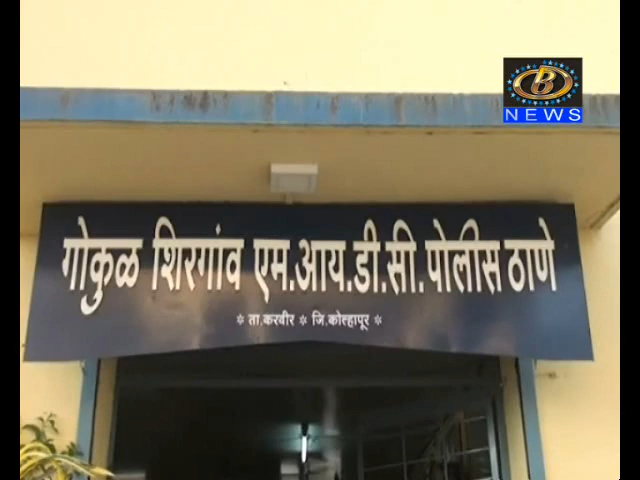 B
NEWS
गोकुळ शिरगांव एम.आय.डी.सी.पोलीस ठाणे
* ता.करवीर * जि.कोल्हापूर *